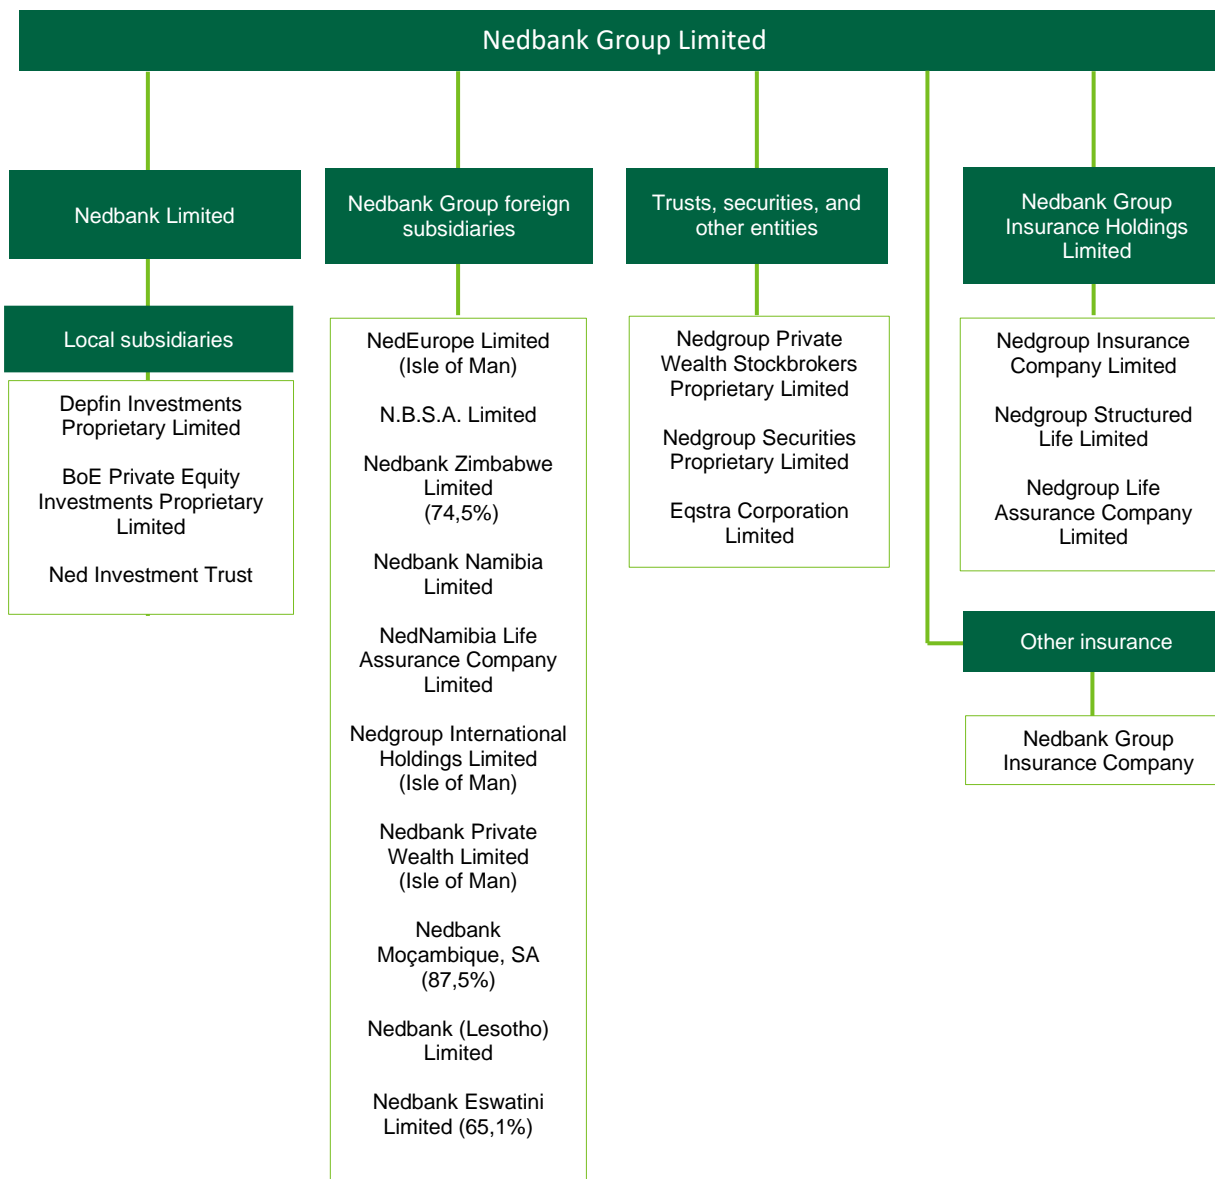 Nedbank Group Limited
Nedbank Limited
Local subsidiaries
Depfin Investments
Proprietary Limited
BoE Private Equity
Investments Proprietary
Limited
Ned Investment Trust
Nedbank Group foreign
subsidiaries
NedEurope Limited
(Isle of Man)
N.B.S.A. Limited
Nedbank Zimbabwe
Limited
(74,5%)
Nedbank Namibia
Limited
NedNamibia Life
Assurance Company
Limited
Nedgroup International
Holdings Limited
(Isle of Man)
Nedbank Private
Wealth Limited
(Isle of Man)
Nedbank
Moçambique, SA
(87,5%)
Nedbank (Lesotho)
Limited
Nedbank Eswatini
Limited (65,1%)
Trusts, securities, and
other entities
Nedgroup Private
Wealth Stockbrokers
Proprietary Limited
Nedgroup Securities
Proprietary Limited
Eqstra Corporation
Limited
Nedbank Group
Insurance Holdings
Limited
Nedgroup Insurance
Company Limited
Nedgroup Structured
Life Limited
Nedgroup Life
Assurance Company
Limited
Other insurance
Nedbank Group
Insurance Company